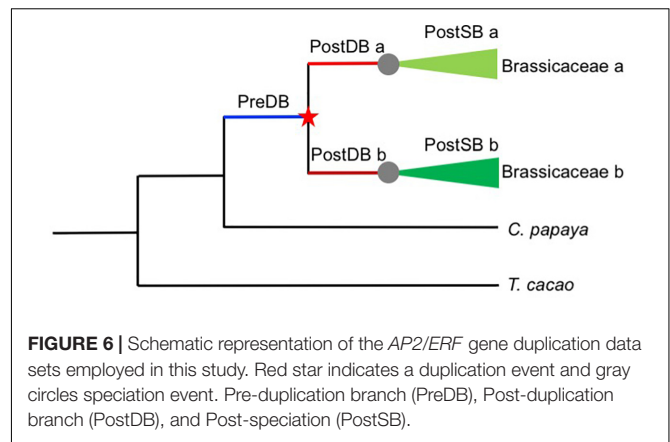 PostSB a
PostDB a
Brassicaceae a
PreDB
PostSB b
PostDB b
Brassicaceae b
C. papaya
T. cacao
FIGURE 6 | Schematic representation of the AP2/ERF gene duplication data
sets employed in this study. Red star indicates a duplication event and gray
circles speciation event. Pre-duplication branch (PreDB), Post-duplication
branch (PostDB), and Post-speciation (PostSB).